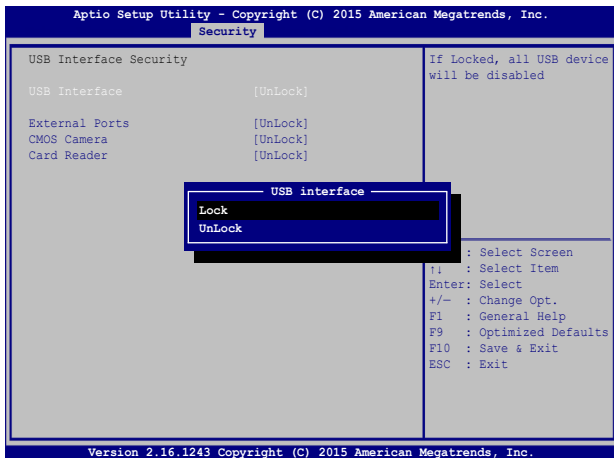 Aptio Setup Utility - Copyright (C) 2015 American Megatrends, Inc.
Security
USB Interface Security
USB Interface [UnLock]
External Ports [UnLock]
CMOS Camera [UnLock]
Card Reader [UnLock]
If Locked, all USB device
will be disabled
USB interface
Lock
UnLock
: Select Screen
↑↓ : Select Item
Enter: Select
+/— : Change Opt.
F1 : General Help
F9 : Optimized Defaults
F10 : Save & Exit
ESC : Exit
Version 2.16.1243 Copyright (C) 2015 American Megatrends, Inc.